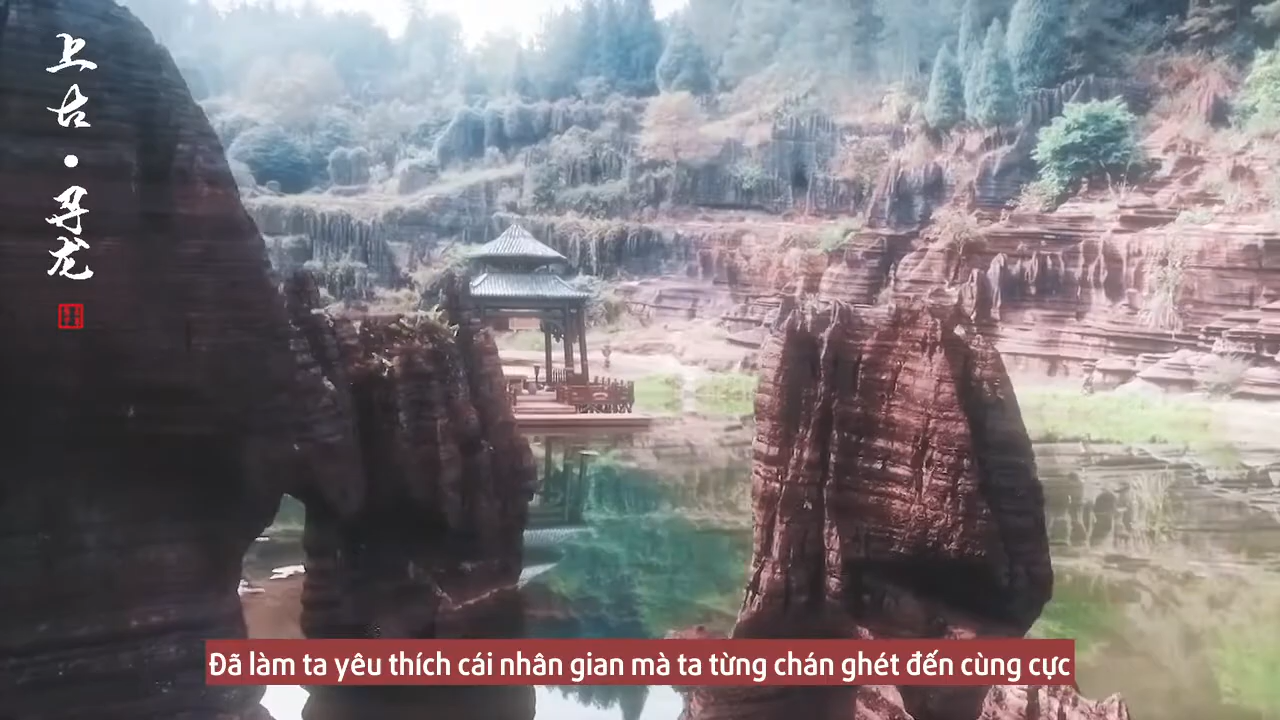 上古·寻龙
Đã làm ta yêu thích cái nhân gian mà ta từng chán ghét đến cùng cực